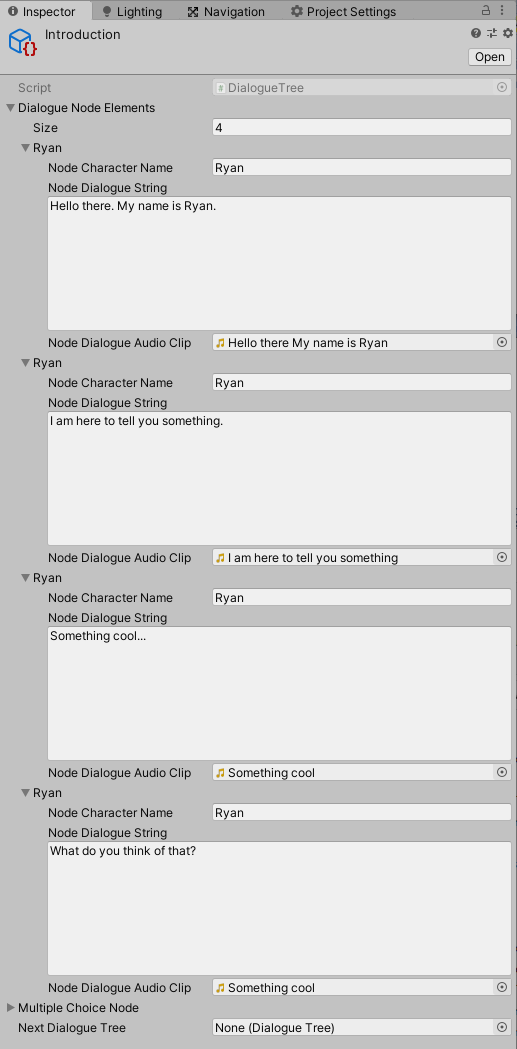 Inspector Lighting Navigation Project Settings
Introduction
Open
Script # DialogueTree
Dialogue Node Elements
Size 4
Ryan
Node Character Name Ryan
Node Dialogue String
Hello there. My name is Ryan.
Node Dialogue Audio Clip Hello there My name is Ryan
Ryan
Node Character Name Ryan
Node Dialogue String
I am here to tell you something.
Node Dialogue Audio Clip I am here to tell you something
Ryan
Node Character Name Ryan
Node Dialogue String
Something cool...
Node Dialogue Audio Clip Something cool
Ryan
Node Character Name Ryan
Node Dialogue String
What do you think of that?
Node Dialogue Audio Clip Something cool
Multiple Choice Node
Next Dialogue Tree None (Dialogue Tree)